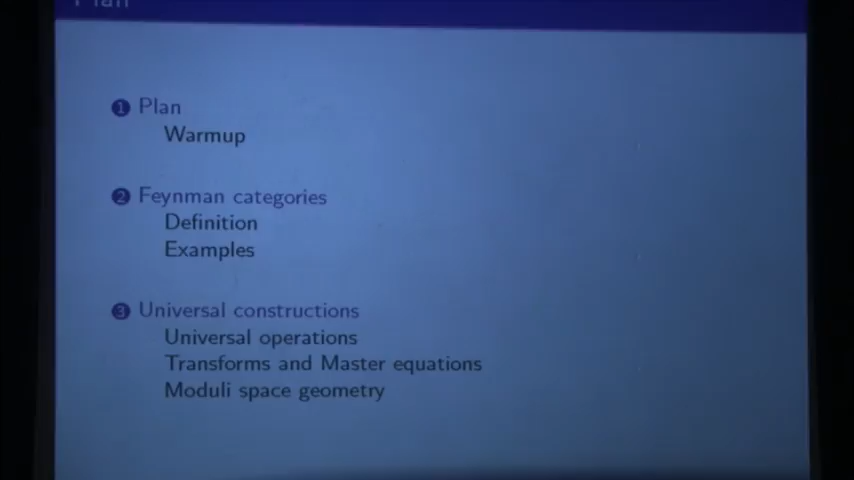 Plan
1 Plan
Warmup
2 Feynman categories
Definition
Examples
3 Universal constructions
Universal operations
Transforms and Master equations
Moduli space geometry